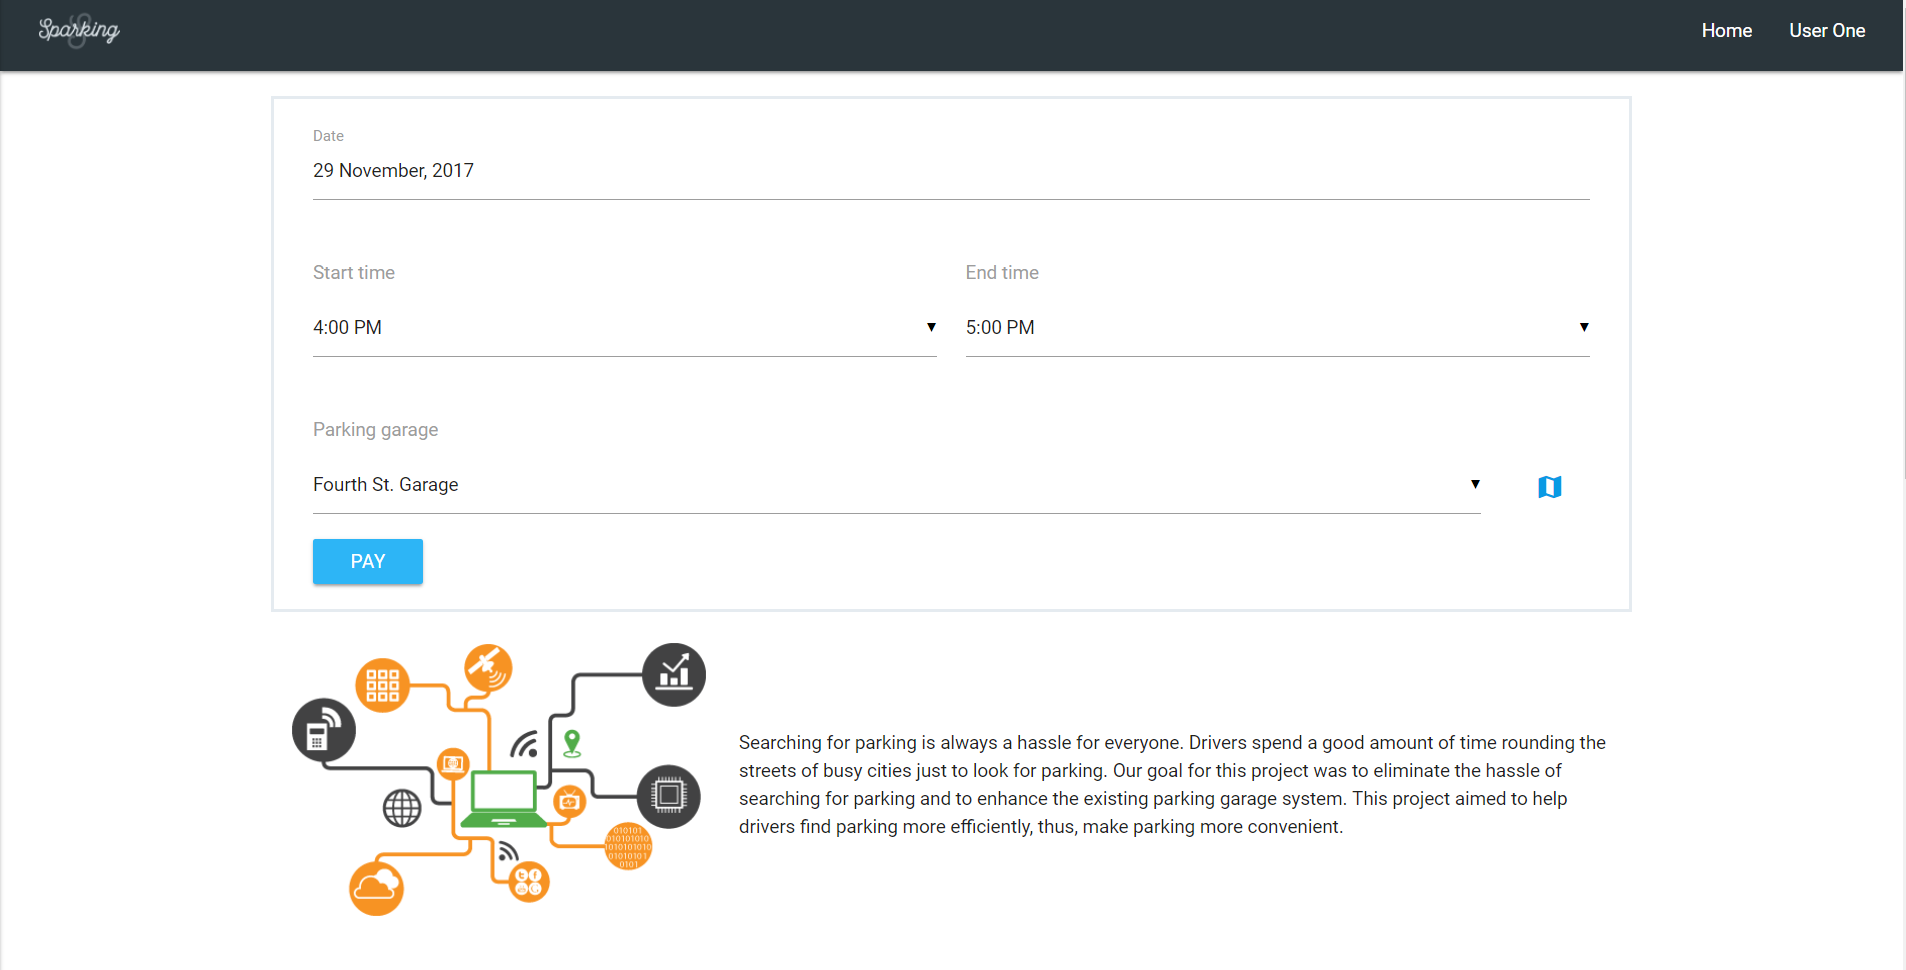 Sparking
Home
User One
Date
29 November, 2017
Start time
End time
4:00 PM
5:00 PM
Parking garage
Fourth St. Garage
PAY
010101
010101010
1010101010
01010101
0101
Searching for parking is always a hassle for everyone. Drivers spend a good amount of time rounding the
streets of busy cities just to look for parking. Our goal for this project was to eliminate the hassle of
searching for parking and to enhance the existing parking garage system. This project aimed to help
drivers find parking more efficiently, thus, make parking more convenient.